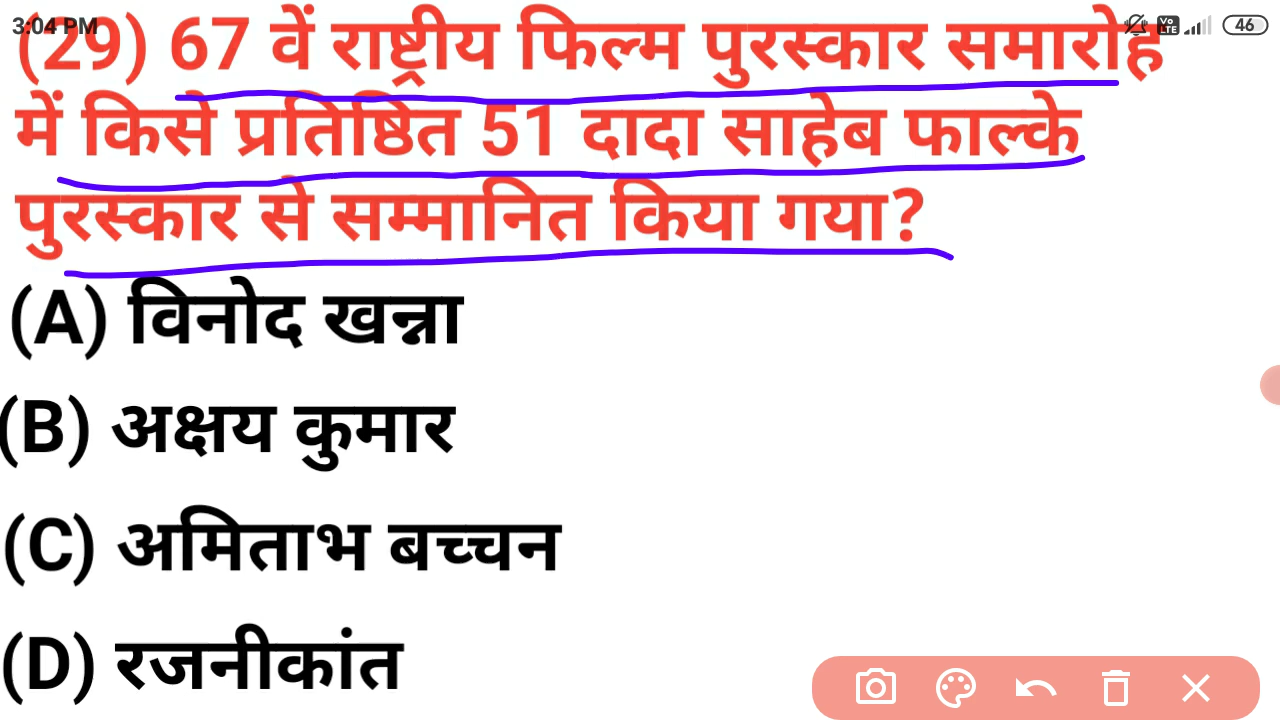 3:04 PM
46
(29) 67 वें राष्ट्रीय फिल्म पुरस्कार समारोह
में किसे प्रतिष्ठित 51 दादा साहेब फाल्के
पुरस्कार से सम्मानित किया गया?
(A) विनोद खन्ना
(B) अक्षय कुमार
(C) अमिताभ बच्चन
(D) रजनीकांत